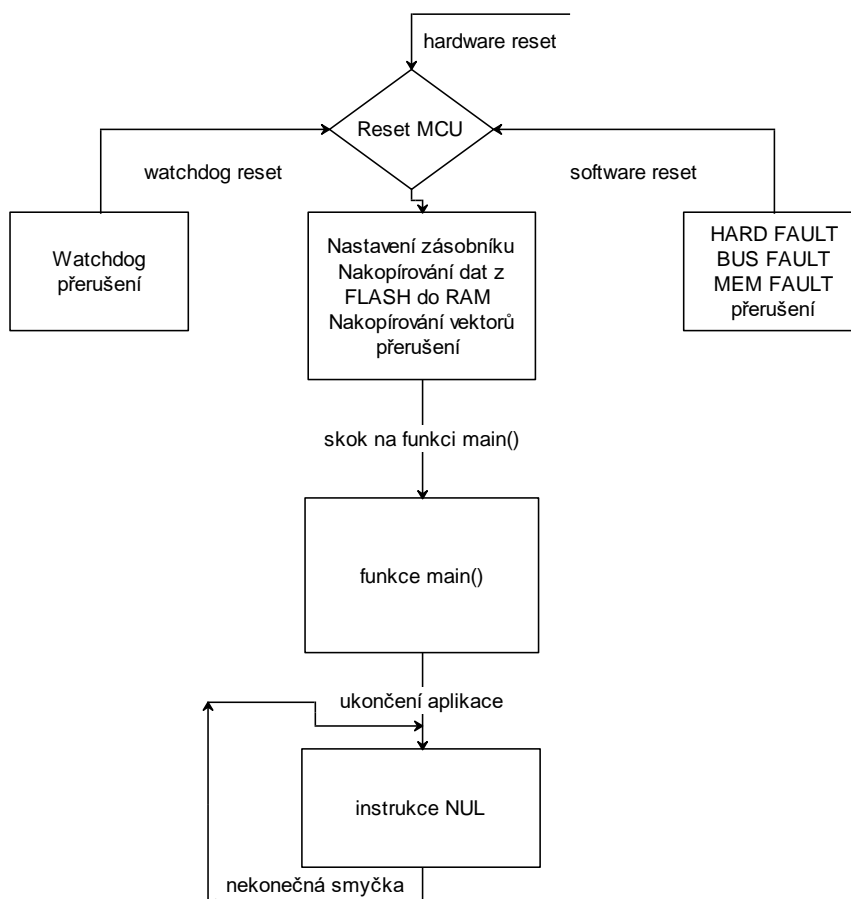 hardware reset
Reset MCU
watchdog reset
software reset
Watchdog
přerušení
Nastavení zásobníku
Nakopírování dat z
FLASH do RAM
Nakopírování vektorů
přerušení
HARD FAULT
BUS FAULT
MEM FAULT
přerušení
skok na funkci main()
funkce main()
ukončení aplikace
instrukce NUL
nekonečná smyčka